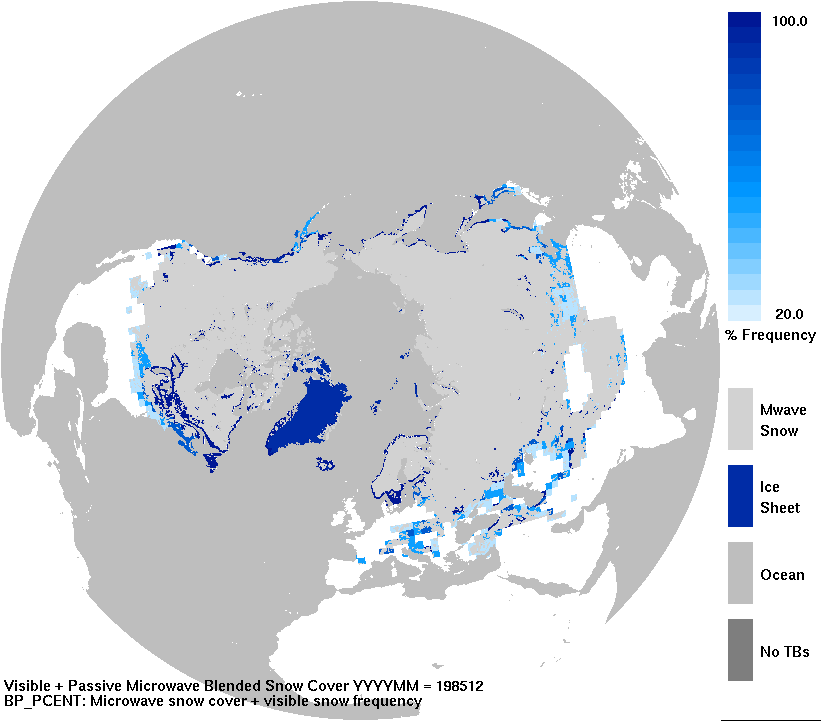 100.0
20.0
% Frequency
Mwave
Snow
Ice
Sheet
Ocean
No TBs
Visible + Passive Microwave Blended Snow Cover YYYYMM = 198512
BP_PCENT: Microwave snow cover + visible snow frequency